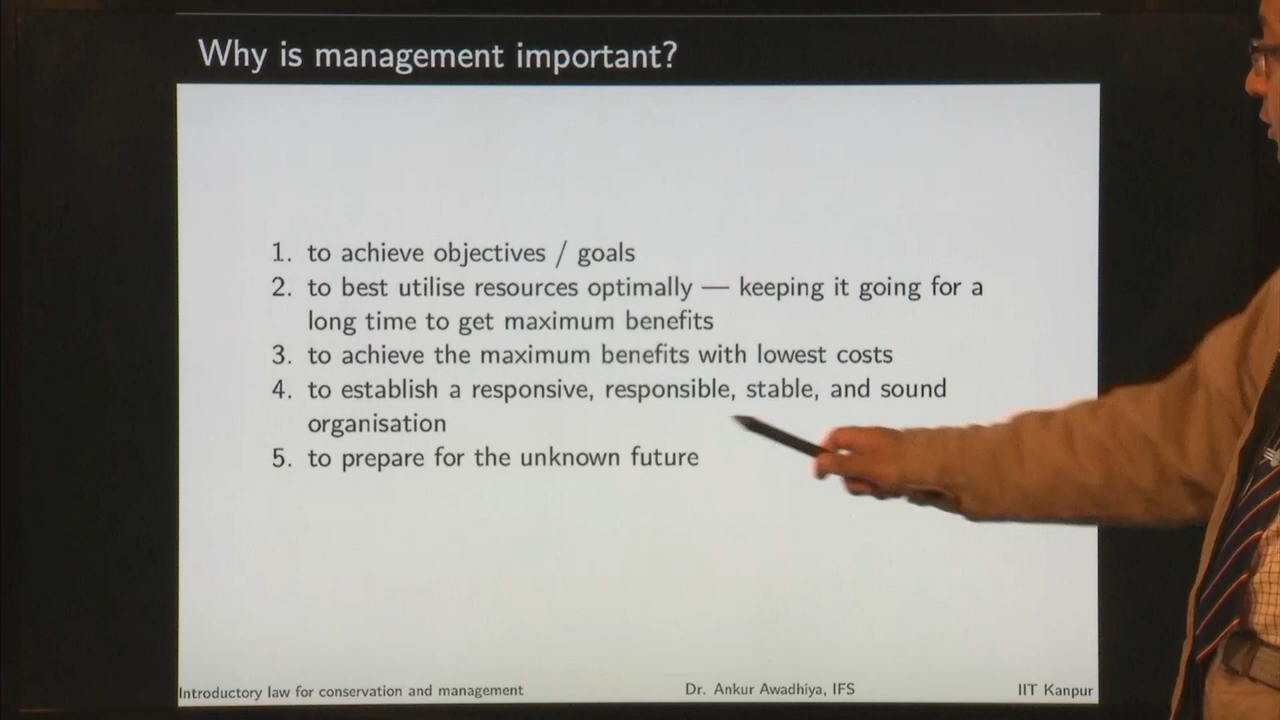 Why is management important?
1. to achieve objectives / goals
2. to best utilise resources optimally — keeping it going for a
long time to get maximum benefits
3. to achieve the maximum benefits with lowest costs
4. to establish a responsive, responsible, stable, and sound
organisation
5. to prepare for the unknown future
Introductory law for conservation and management Dr. Ankur Awadhiya, IFS IIT Kanpur